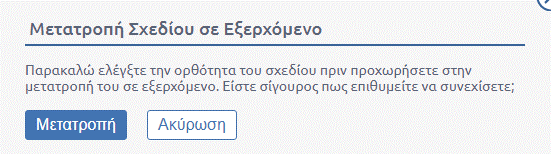 Μετατροπή Σχεδίου σε Εξερχόμενο
Παρακαλώ ελέγξτε την ορθότητα του σχεδίου πριν προχωρήσετε στην
μετατροπή του σε εξερχόμενο. Είστε σίγουρος πως επιθυμείτε να συνεχίσετε;
Μετατροπή Ακύρωση